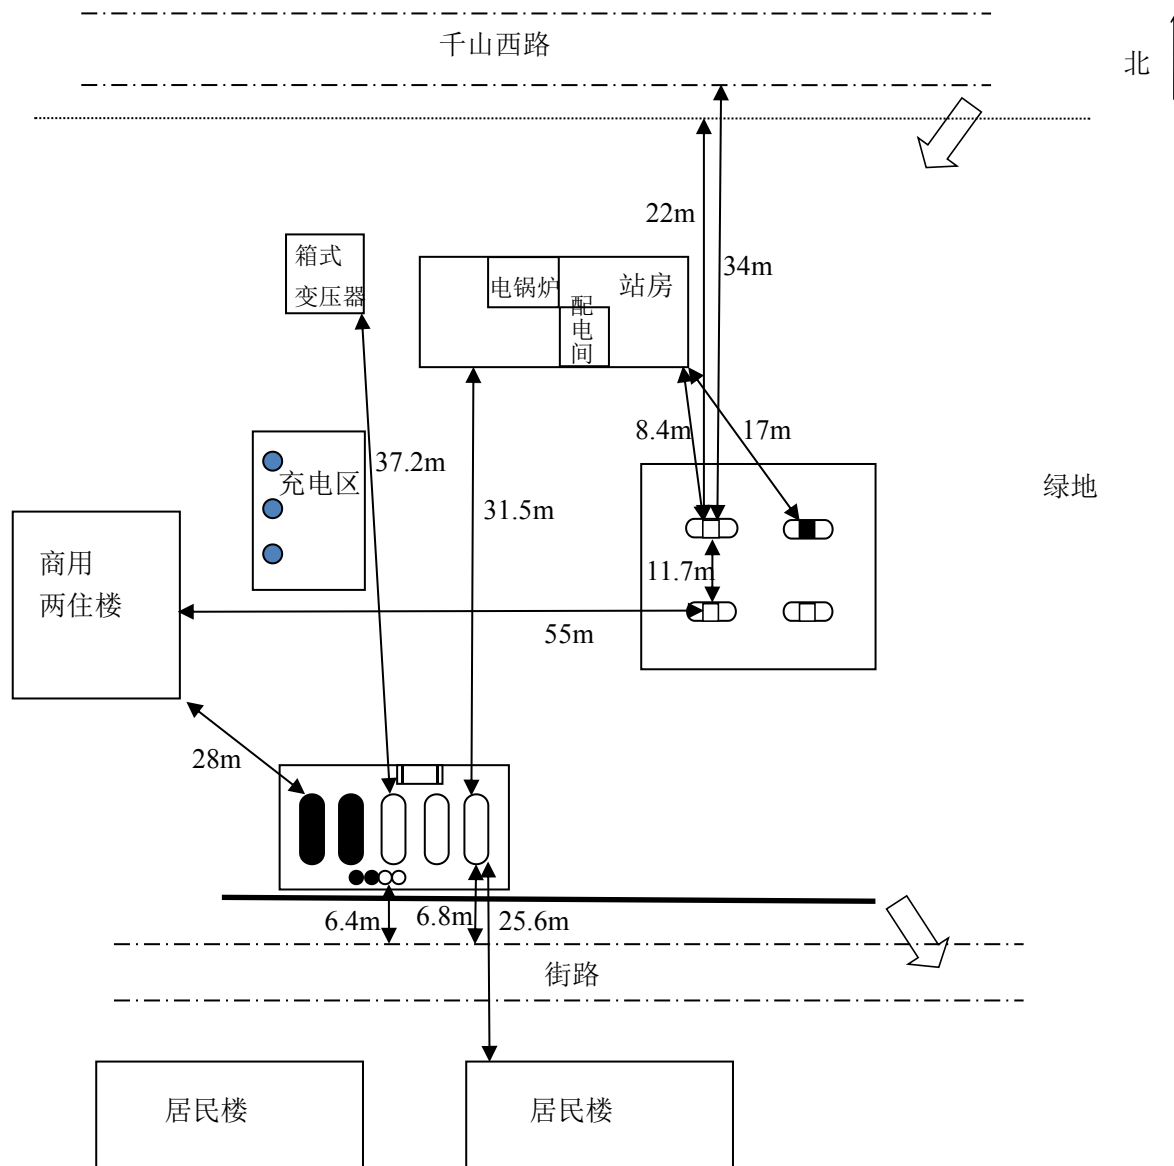 千山西路
北
22m
34m
箱式
变压器
电锅炉
站房
配
电
间
8.4m
17m
37.2m
充电区
31.5m
绿地
商用
两住楼
11.7m
55m
28m
6.4m
6.8m
25.6m
街路
居民楼
居民楼